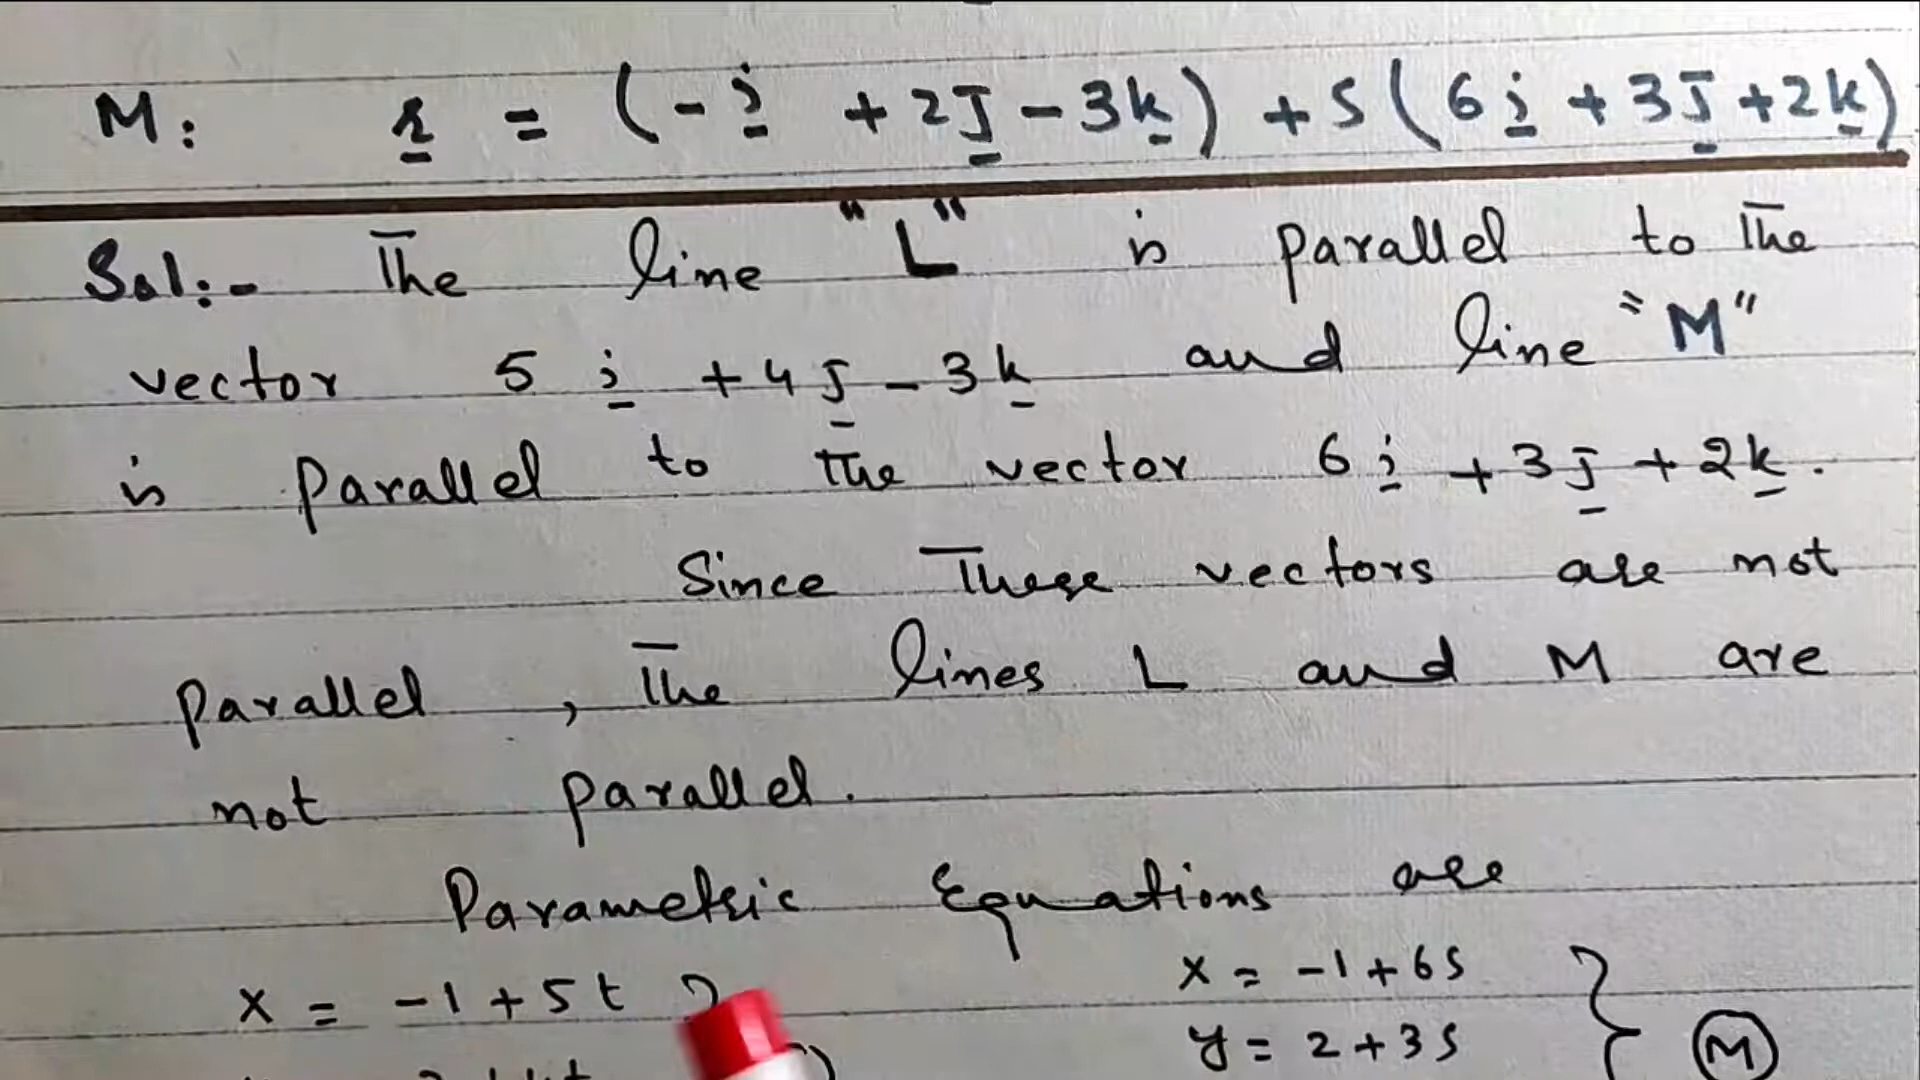 M: r = (-i + 2j - 3k) + s(6i + 3j + 2k)
Sol:- The line "L" is parallel to the
vector 5i + 4j - 3k and line "M"
is parallel to the vector 6i + 3j + 2k.
Since These vectors are not
parallel, The lines L and M are
not parallel.
Parametric Equations are
x = -1 + 5t
x = -1 + 6s
y = 2 + 3s
M